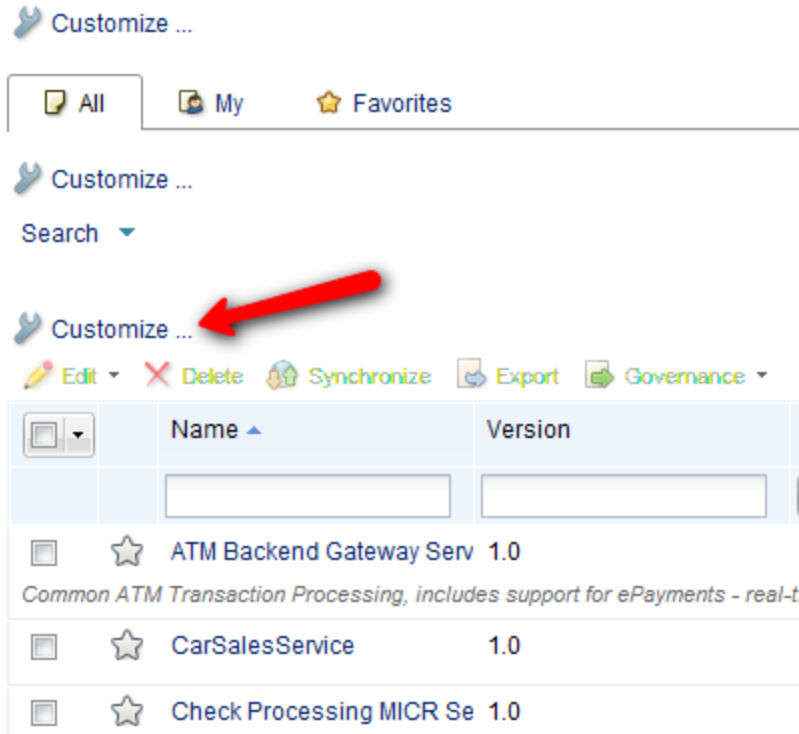 Customize ...
All My Favorites
Customize ...
Search
Customize ...
Edit Delete Synchronize Export Governance
Name Version
ATM Backend Gateway Serv 1.0
Common ATM Transaction Processing, includes support for ePayments - real-t
CarSalesService 1.0
Check Processing MICR Se 1.0